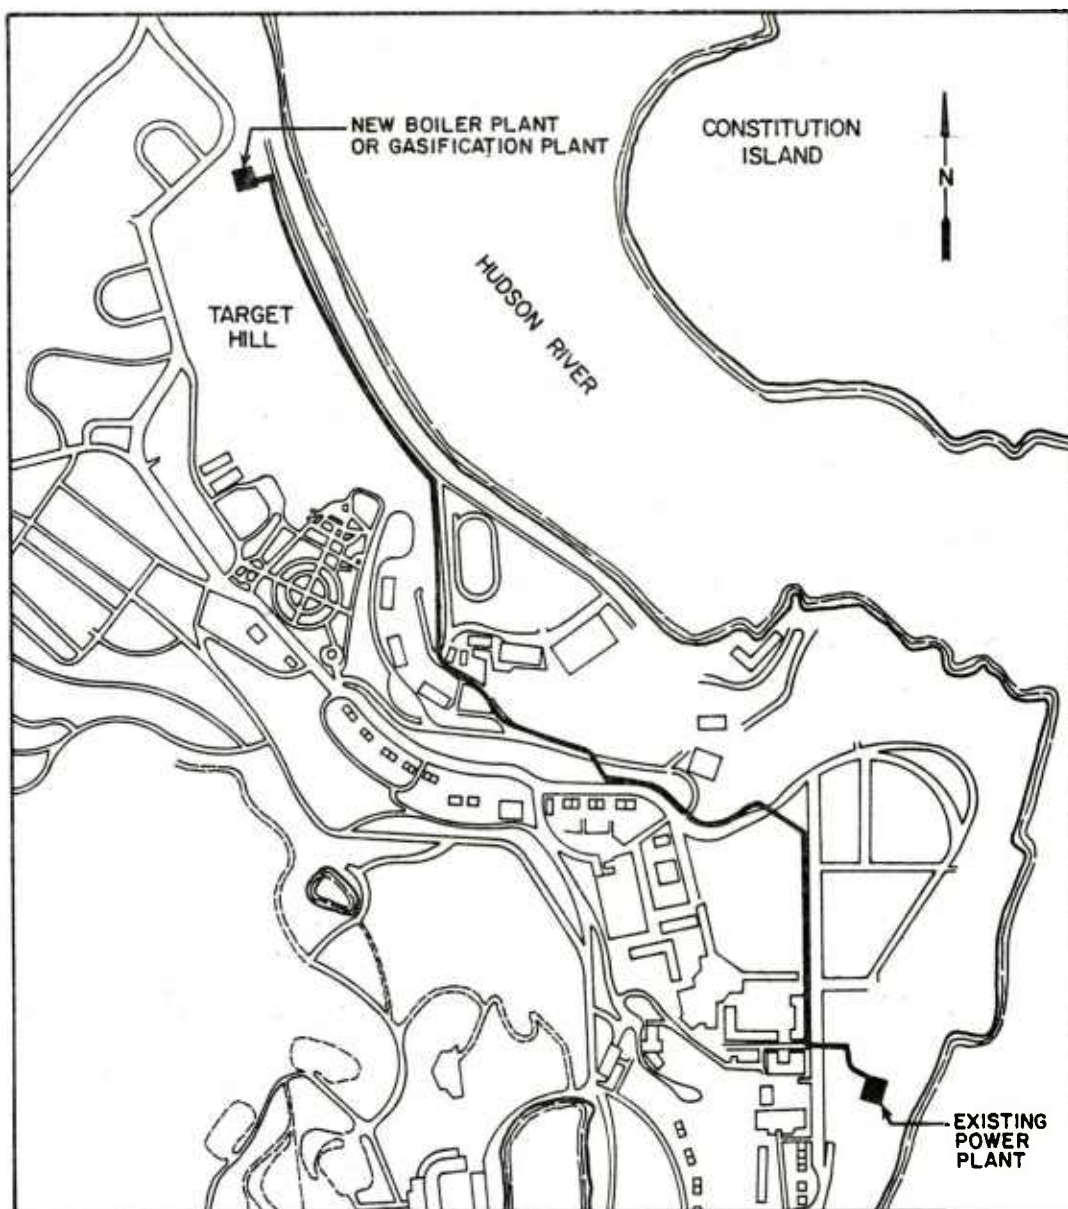 NEW BOILER PLANT
OR GASIFICATION PLANT
CONSTITUTION
ISLAND
N
HUDSON RIVER
TARGET
HILL
EXISTING
POWER
PLANT